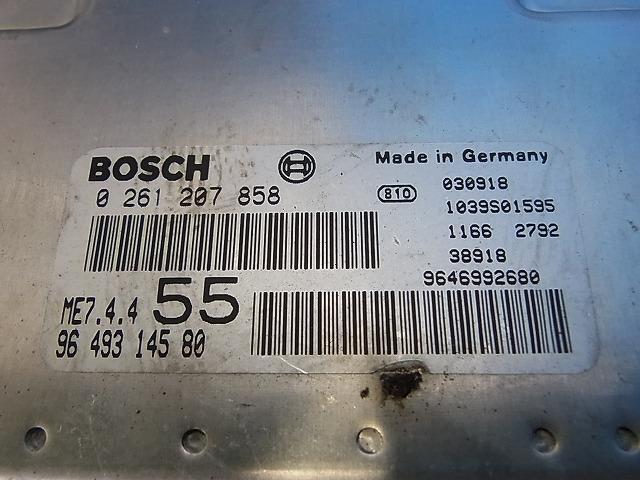 BOSCH
Made in Germany
0 261 207 858
810
030918
1039S01595
1166 2792
38918
9646992680
ME7.4.4 55
96 493 145 80